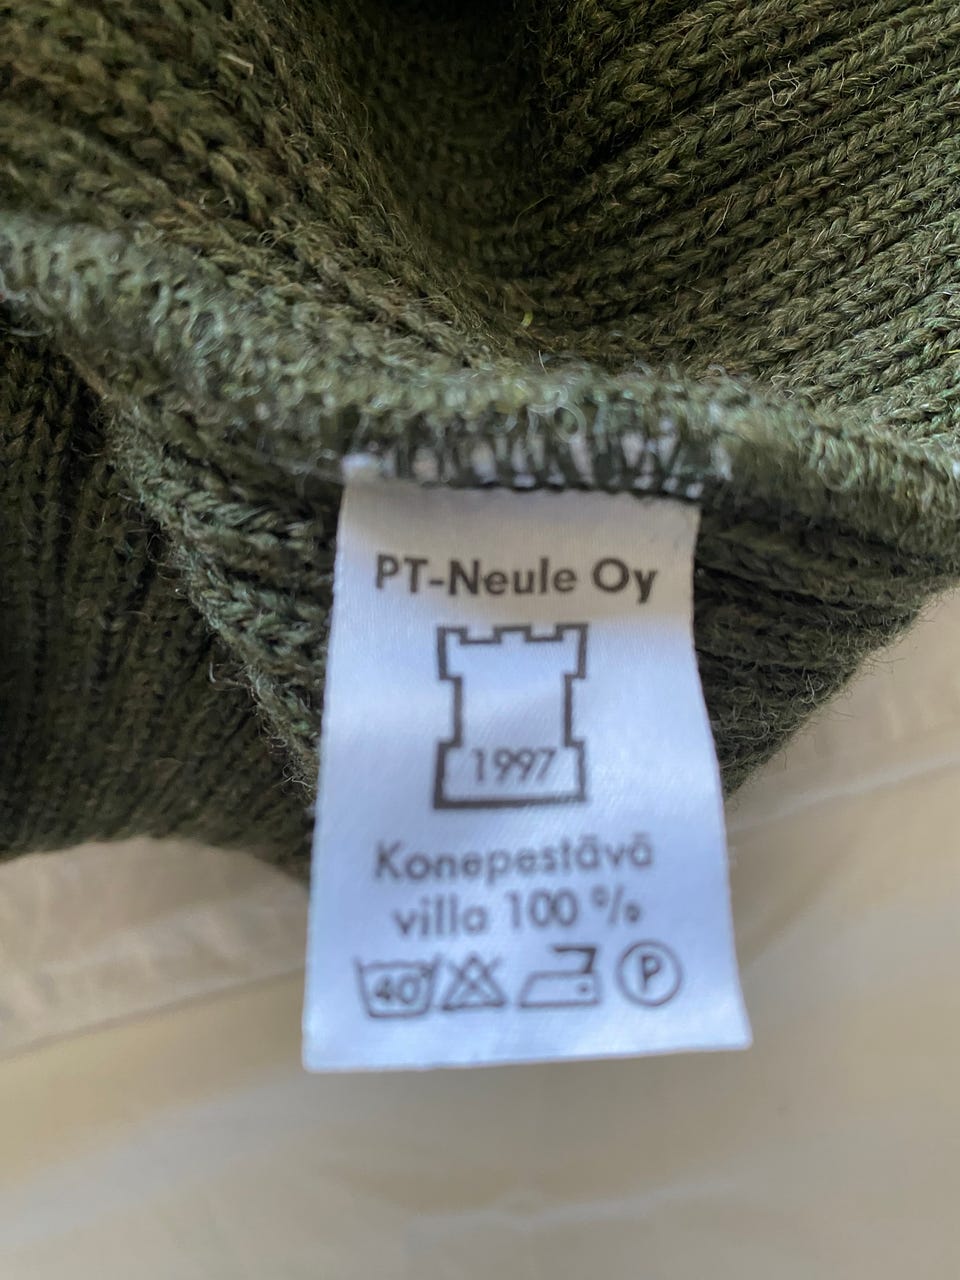 PT-Neule Oy
1997
Konepestävä
villa 100 %
40 P